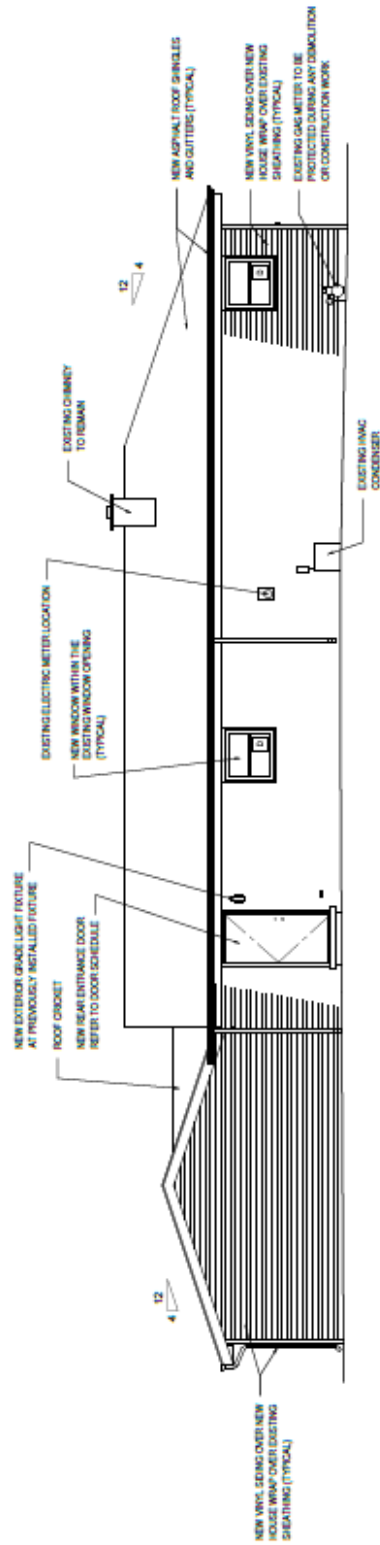 NEW VINYL SIDING OVER NEW
HOUSE WRAP OVER EXISTING
SHEATHING (TYPICAL)
12
4
NEW EXTERIOR GRADE LIGHT FIXTURE
AT PREVIOUSLY INSTALLED FIXTURE
ROOF CRICKET
NEW REAR ENTRANCE DOOR
REFER TO DOOR SCHEDULE
EXISTING ELECTRIC METER LOCATION
NEW WINDOW WITHIN THE
EXISTING WINDOW OPENING
(TYPICAL)
EXISTING CHIMNEY
TO REMAIN
12
4
NEW ASPHALT ROOF SHINGLES
AND GUTTERS (TYPICAL)
NEW VINYL SIDING OVER NEW
HOUSE WRAP OVER EXISTING
SHEATHING (TYPICAL)
EXISTING GAS METER TO BE
PROTECTED DURING ANY DEMOLITION
OR CONSTRUCTION WORK
EXISTING HVAC
CONDENSER